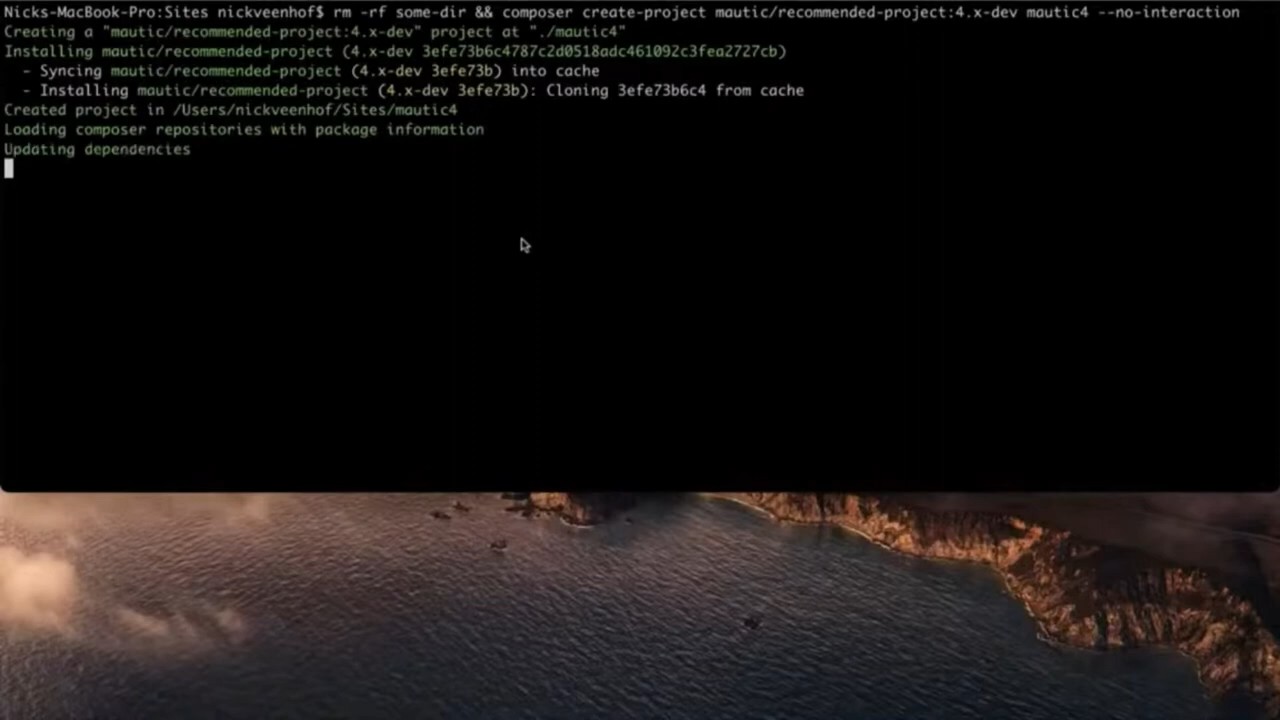 Nicks-MacBook-Pro:Sites nickveenhof$ rm -rf some-dir && composer create-project mautic/recommended-project:4.x-dev mautic4 --no-interaction
Creating a "mautic/recommended-project:4.x-dev" project at "./mautic4"
Installing mautic/recommended-project (4.x-dev 3efe73b6c4787c2d0518adc461092c3fea2727cb)
  - Syncing mautic/recommended-project (4.x-dev 3efe73b) into cache
  - Installing mautic/recommended-project (4.x-dev 3efe73b): Cloning 3efe73b6c4 from cache
Created project in /Users/nickveenhof/Sites/mautic4
Loading composer repositories with package information
Updating dependencies